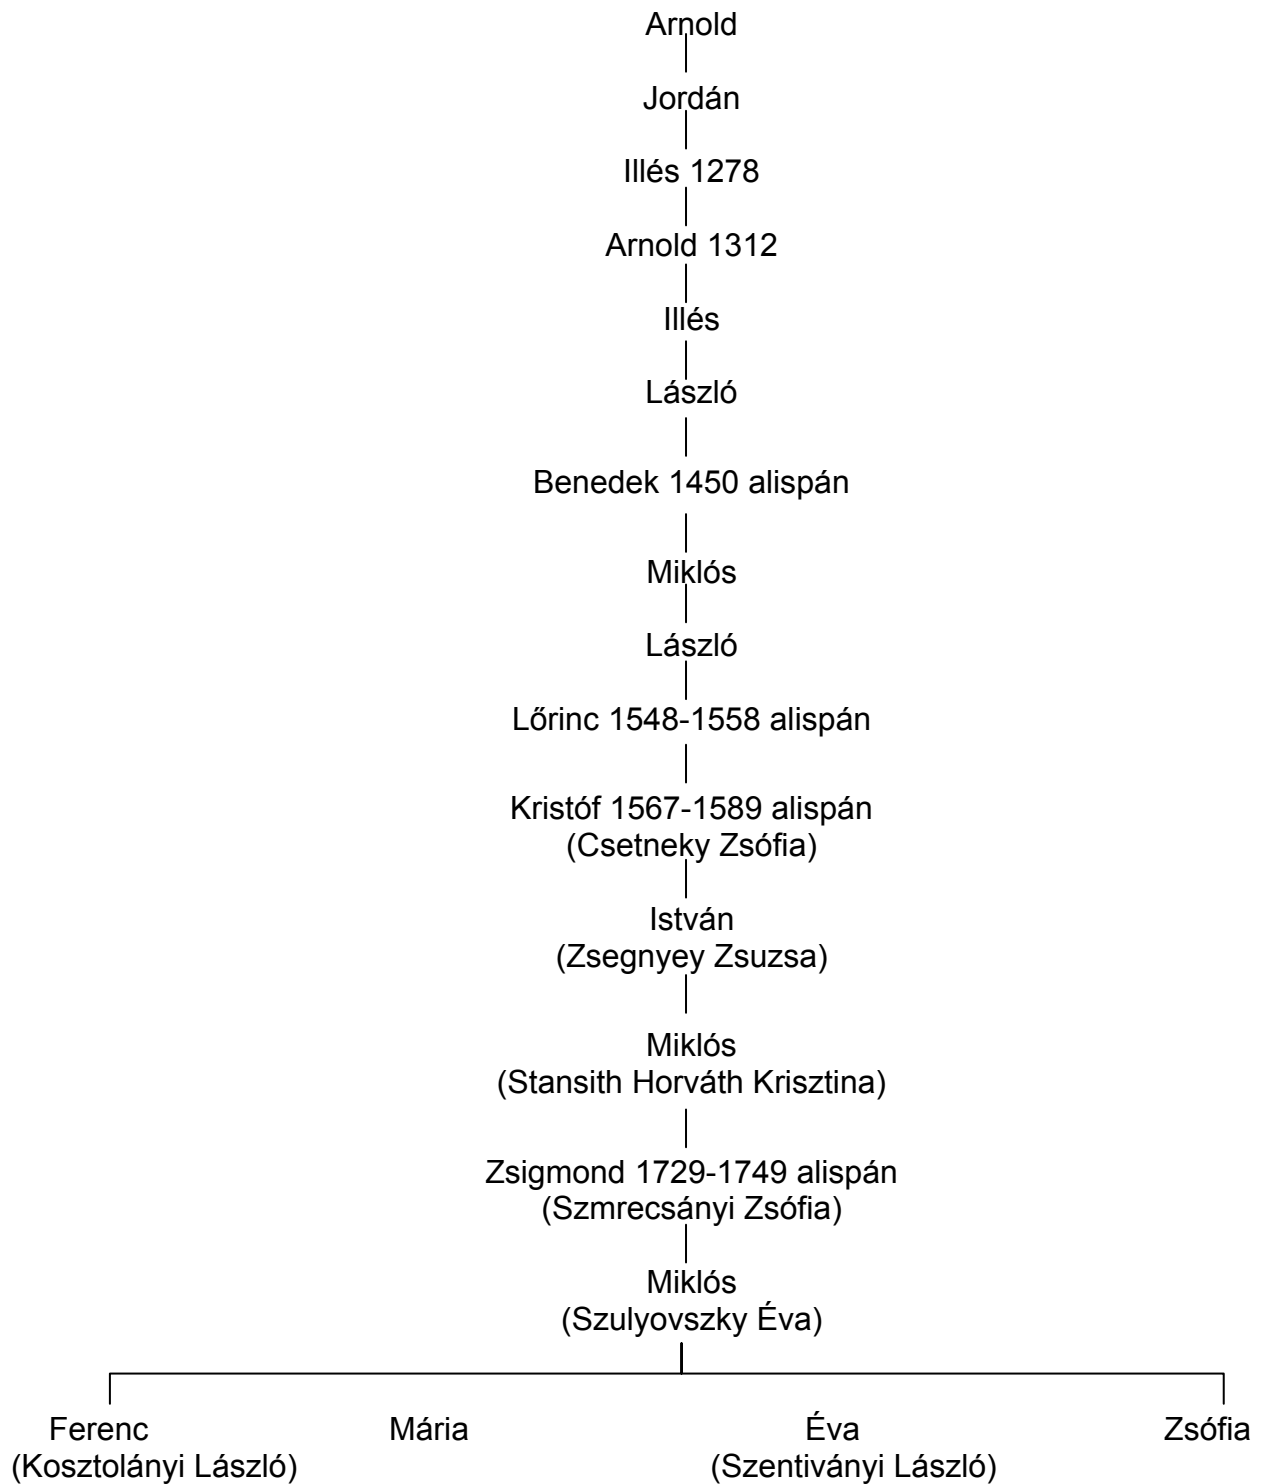 Arnold
Jordán
Illés 1278
Arnold 1312
Illés
László
Benedek 1450 alispán
Miklós
László
Lőrinc 1548-1558 alispán
Kristóf 1567-1589 alispán
(Csetneky Zsófia)
István
(Zsegnyey Zsuzsa)
Miklós
(Stansith Horváth Krisztina)
Zsigmond 1729-1749 alispán
(Szmrecsányi Zsófia)
Miklós
(Szulyovszky Éva)
Ferenc Mária Éva Zsófia
(Kosztolányi László) (Szentiványi László)